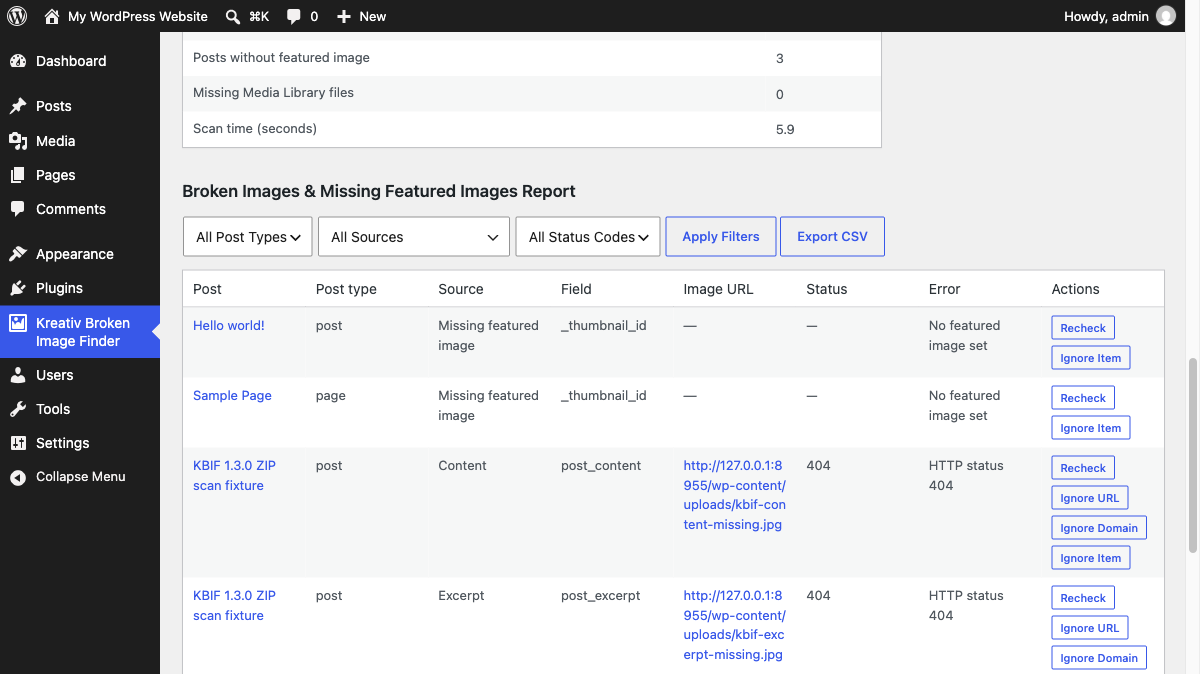 My WordPress Website ⌘K 0 New Howdy, admin
Dashboard
Posts
Media
Pages
Comments
Appearance
Plugins
Kreativ Broken
Image Finder
Users
Tools
Settings
Collapse Menu
Posts without featured image 3
Missing Media Library files 0
Scan time (seconds) 5.9
Broken Images & Missing Featured Images Report
All Post Types All Sources All Status Codes Apply Filters Export CSV
Post Post type Source Field Image URL Status Error Actions
Hello world! post Missing featured _thumbnail_id — — No featured Recheck
image image set Ignore Item
Sample Page page Missing featured _thumbnail_id — — No featured Recheck
image image set Ignore Item
KBIF 1.3.0 ZIP post Content post_content http://127.0.0.1:8 404 HTTP status Recheck
scan fixture 955/wp-content/ 404 Ignore URL
uploads/kbif-con
tent-missing.jpg Ignore Domain
Ignore Item
KBIF 1.3.0 ZIP post Excerpt post_excerpt http://127.0.0.1:8 404 HTTP status Recheck
scan fixture 955/wp-content/ 404 Ignore URL
uploads/kbif-exc
erpt-missing.jpg Ignore Domain